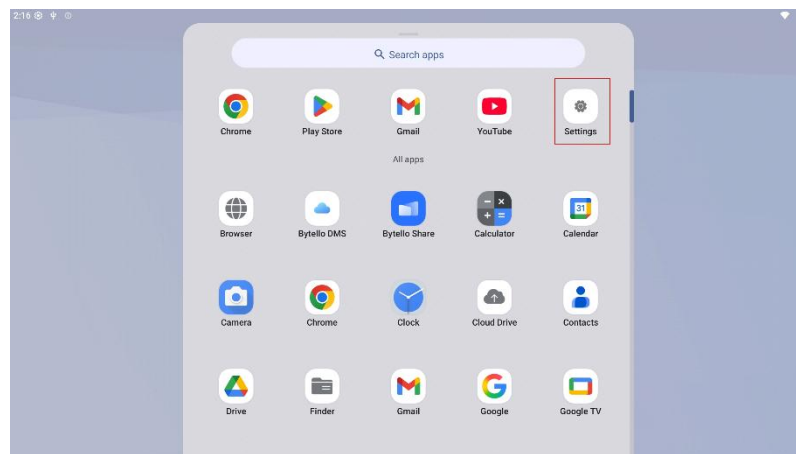 2:16
Search apps
Chrome Play Store Gmail YouTube Settings
All apps
Browser Bytello DMS Bytello Share Calculator Calendar
31
Camera Chrome Clock Cloud Drive Contacts
Drive Finder Gmail Google Google TV